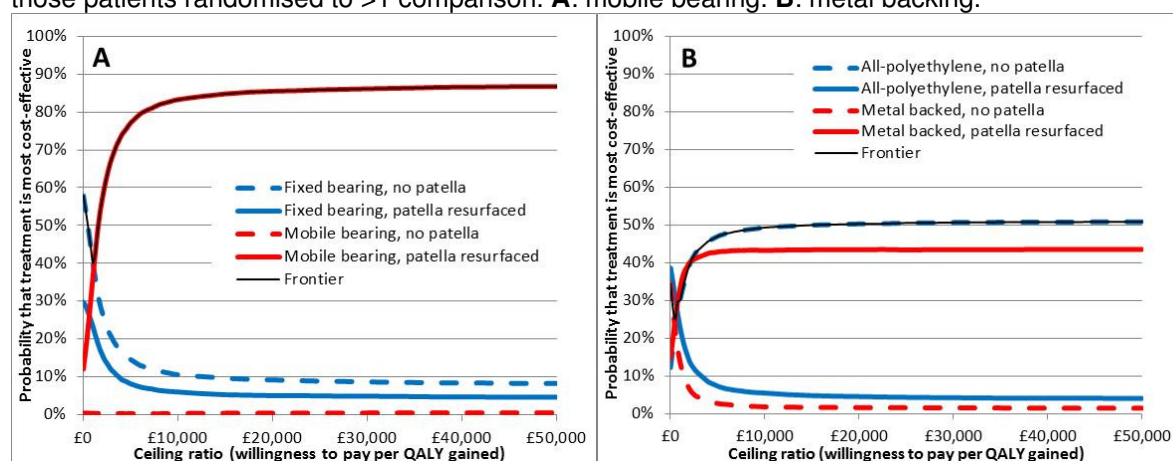 those patients randomised to >1 comparison. A: mobile bearing. B: metal backing.
A
Probability that treatment is most cost-effective
100%
90%
80%
70%
60%
50%
40%
30%
20%
10%
0%
Fixed bearing, no patella
Fixed bearing, patella resurfaced
Mobile bearing, no patella
Mobile bearing, patella resurfaced
Frontier
£0 £10,000 £20,000 £30,000 £40,000 £50,000
Ceiling ratio (willingness to pay per QALY gained)
B
Probability that treatment is most cost-effective
100%
90%
80%
70%
60%
50%
40%
30%
20%
10%
0%
All-polyethylene, no patella
All-polyethylene, patella resurfaced
Metal backed, no patella
Metal backed, patella resurfaced
Frontier
£0 £10,000 £20,000 £30,000 £40,000 £50,000
Ceiling ratio (willingness to pay per QALY gained)